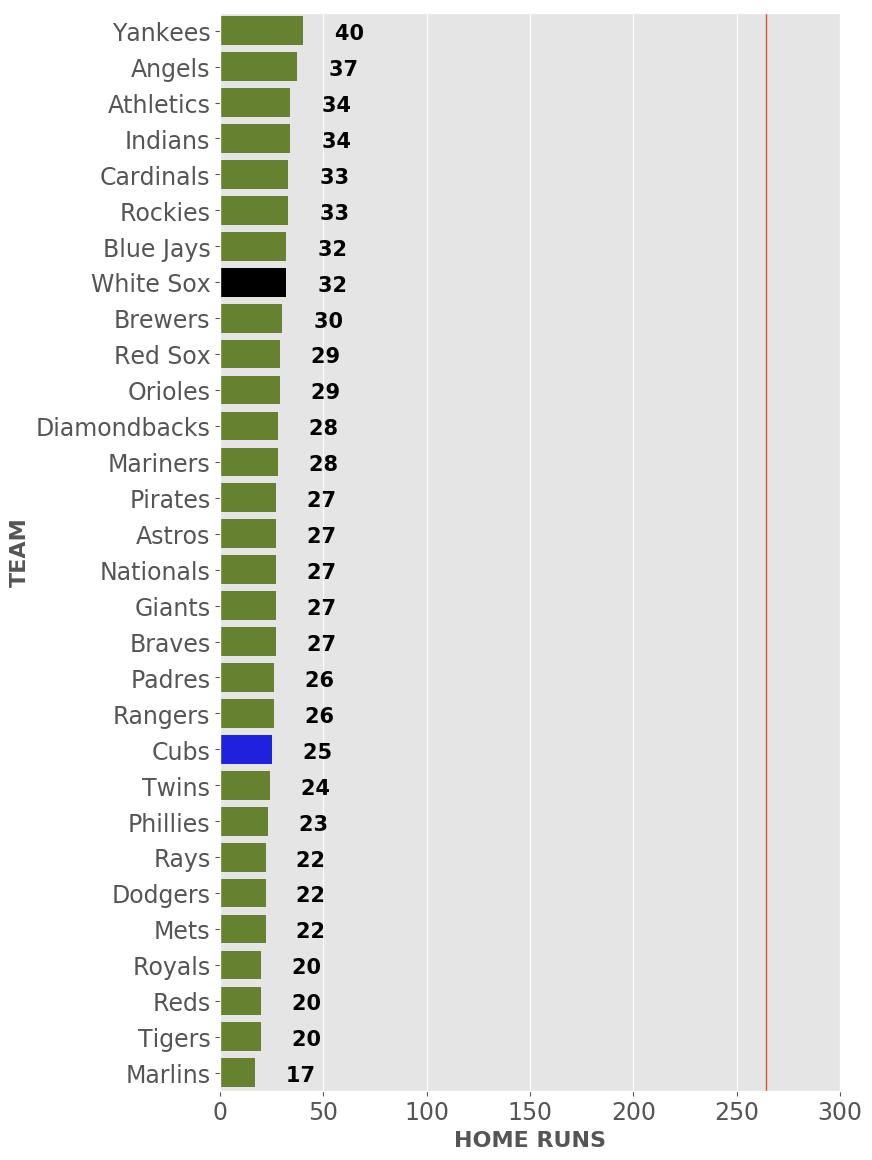 Yankees 40
Angels 37
Athletics 34
Indians 34
Cardinals 33
Rockies 33
Blue Jays 32
White Sox 32
Brewers 30
Red Sox 29
Orioles 29
Diamondbacks 28
Mariners 28
Pirates 27
Astros 27
Nationals 27
Giants 27
Braves 27
Padres 26
Rangers 26
Cubs 25
Twins 24
Phillies 23
Rays 22
Dodgers 22
Mets 22
Royals 20
Reds 20
Tigers 20
Marlins 17
TEAM
0 50 100 150 200 250 300
HOME RUNS